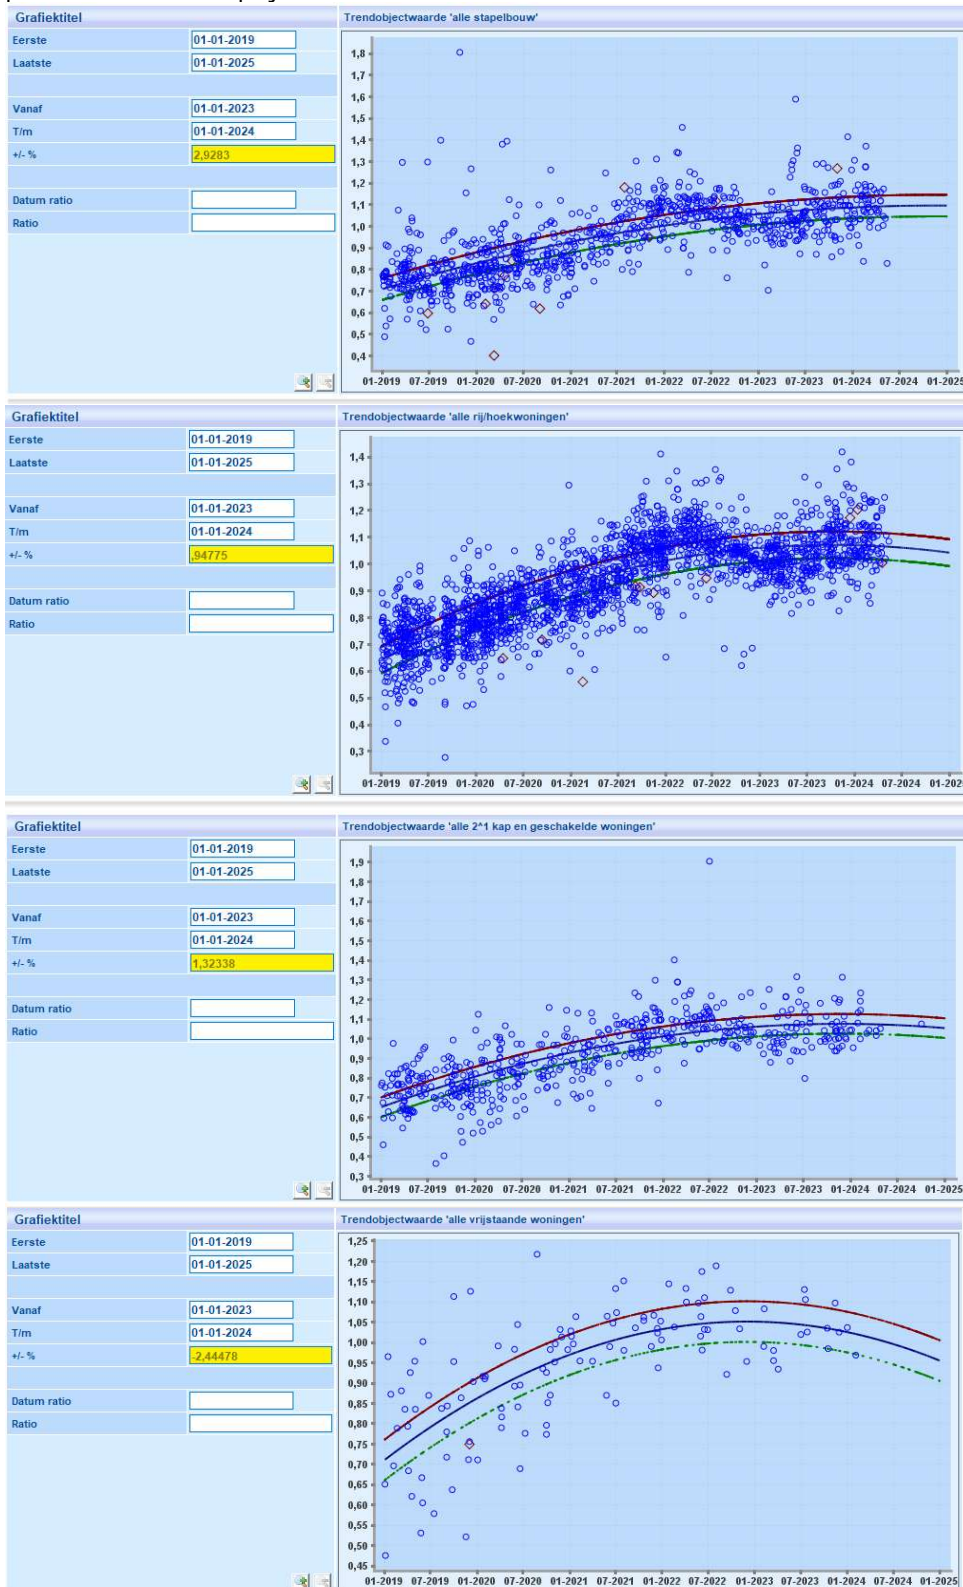 Grafiektitel
Trendobjectwaarde 'alle stapelbouw'
Eerste 01-01-2019
Laatste 01-01-2025
Vanaf 01-01-2023
T/m 01-01-2024
+/- % 2,9283
Datum ratio
Ratio
1,8
1,7
1,6
1,5
1,4
1,3
1,2
1,1
1,0
0,9
0,8
0,7
0,6
0,5
0,4
01-2019 07-2019 01-2020 07-2020 01-2021 07-2021 01-2022 07-2022 01-2023 07-2023 01-2024 07-2024 01-2025
Grafiektitel
Trendobjectwaarde 'alle rij/hoekwoningen'
Eerste 01-01-2019
Laatste 01-01-2025
Vanaf 01-01-2023
T/m 01-01-2024
+/- % ,94775
Datum ratio
Ratio
1,4
1,3
1,2
1,1
1,0
0,9
0,8
0,7
0,6
0,5
0,4
0,3
01-2019 07-2019 01-2020 07-2020 01-2021 07-2021 01-2022 07-2022 01-2023 07-2023 01-2024 07-2024 01-2025
Grafiektitel
Trendobjectwaarde 'alle 2^1 kap en geschakelde woningen'
Eerste 01-01-2019
Laatste 01-01-2025
Vanaf 01-01-2023
T/m 01-01-2024
+/- % 1,32338
Datum ratio
Ratio
1,9
1,8
1,7
1,6
1,5
1,4
1,3
1,2
1,1
1,0
0,9
0,8
0,7
0,6
0,5
0,4
0,3
01-2019 07-2019 01-2020 07-2020 01-2021 07-2021 01-2022 07-2022 01-2023 07-2023 01-2024 07-2024 01-2025
Grafiektitel
Trendobjectwaarde 'alle vrijstaande woningen'
Eerste 01-01-2019
Laatste 01-01-2025
Vanaf 01-01-2023
T/m 01-01-2024
+/- % -2,44478
Datum ratio
Ratio
1,25
1,20
1,15
1,10
1,05
1,00
0,95
0,90
0,85
0,80
0,75
0,70
0,65
0,60
0,55
0,50
0,45
01-2019 07-2019 01-2020 07-2020 01-2021 07-2021 01-2022 07-2022 01-2023 07-2023 01-2024 07-2024 01-2025